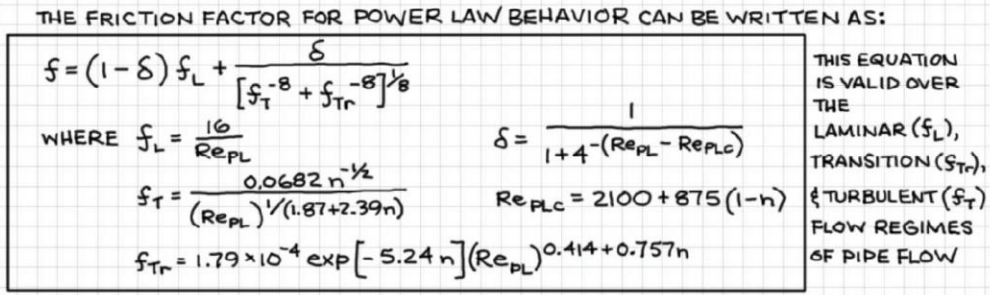 THE FRICTION FACTOR FOR POWER LAW BEHAVIOR CAN BE WRITTEN AS:
f = (1-δ) f_L + δ / [f_T^-8 + f_Tr^-8]^1/8
WHERE f_L = 16 / Re_PL
δ = 1 / 1+4^-(Re_PL - Re_PLc)
f_T = 0.0682 n^-1/2 / (Re_PL)^1/(1.87+2.39n)
Re_PLc = 2100 + 875 (1-n)
f_Tr = 1.79 × 10^-4 exp[-5.24 n](Re_PL)^0.414+0.757n
THIS EQUATION
IS VALID OVER
THE
LAMINAR (f_L),
TRANSITION (f_Tr),
& TURBULENT (f_T)
FLOW REGIMES
OF PIPE FLOW